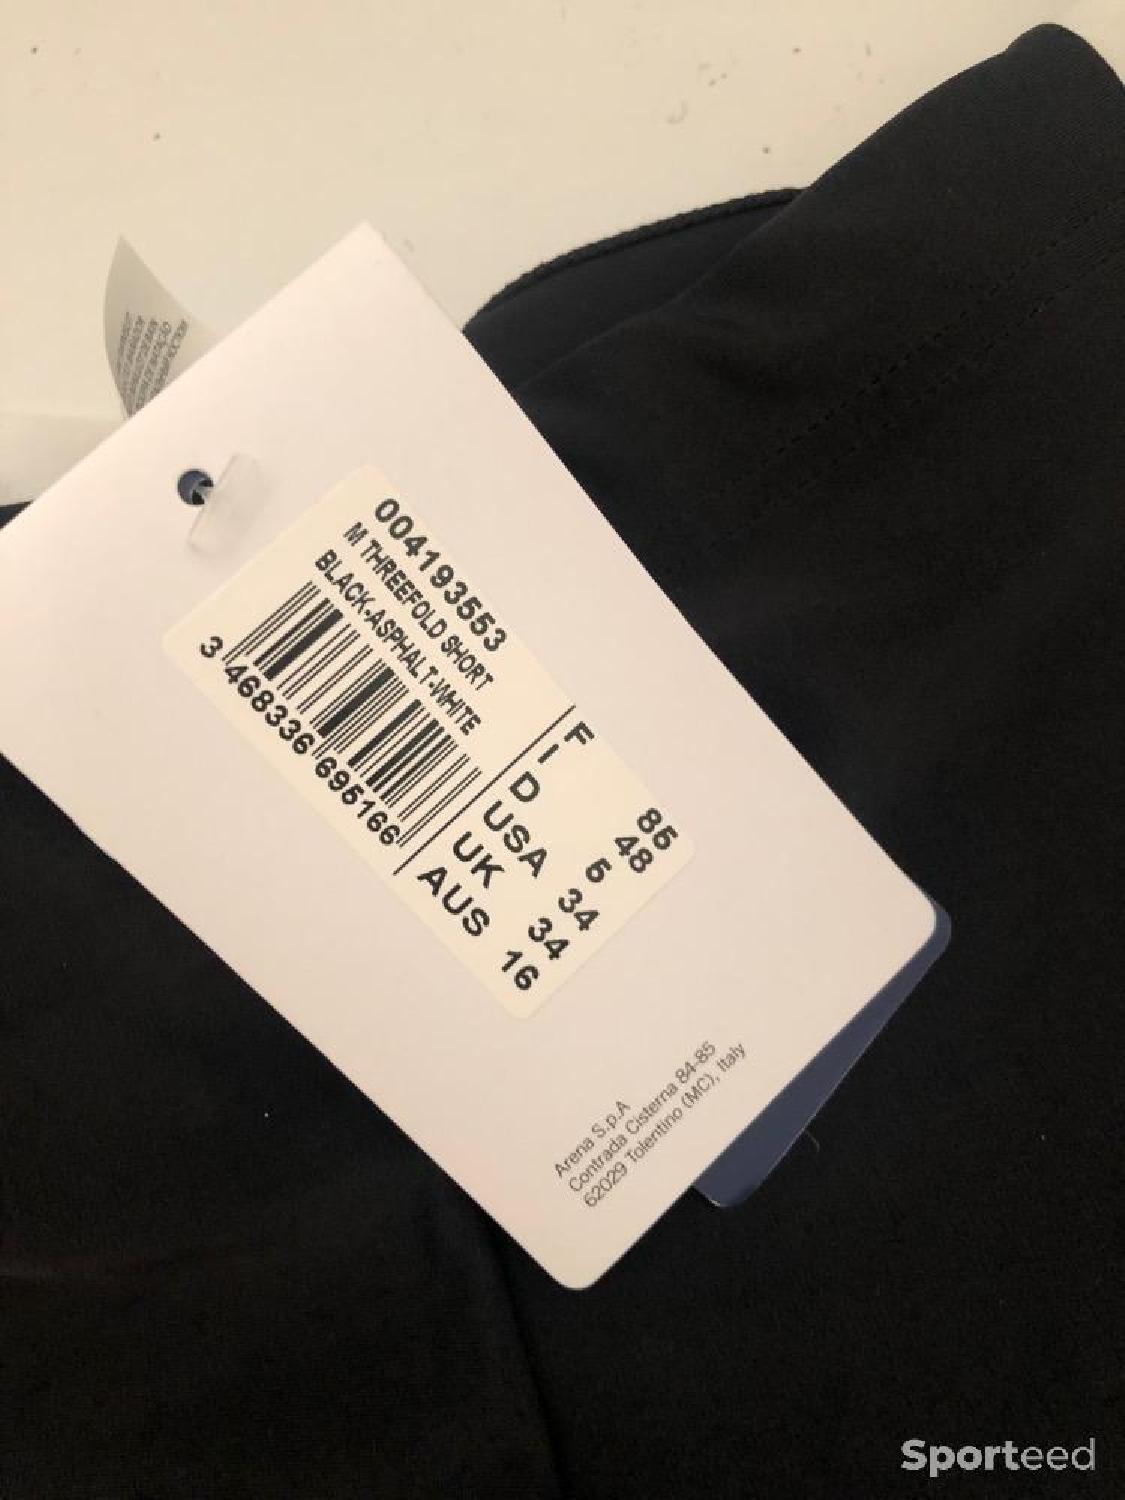 004193553
M THREEFOLD SHORT
BLACK-ASPHALT-WHITE
3 468336 695166
F 85
I 48
D 5
USA 34
UK 34
AUS 16
Arena S.p.A
Contrada Cisterna 84-85
62029 Tolentino (MC), Italy
Sporteed